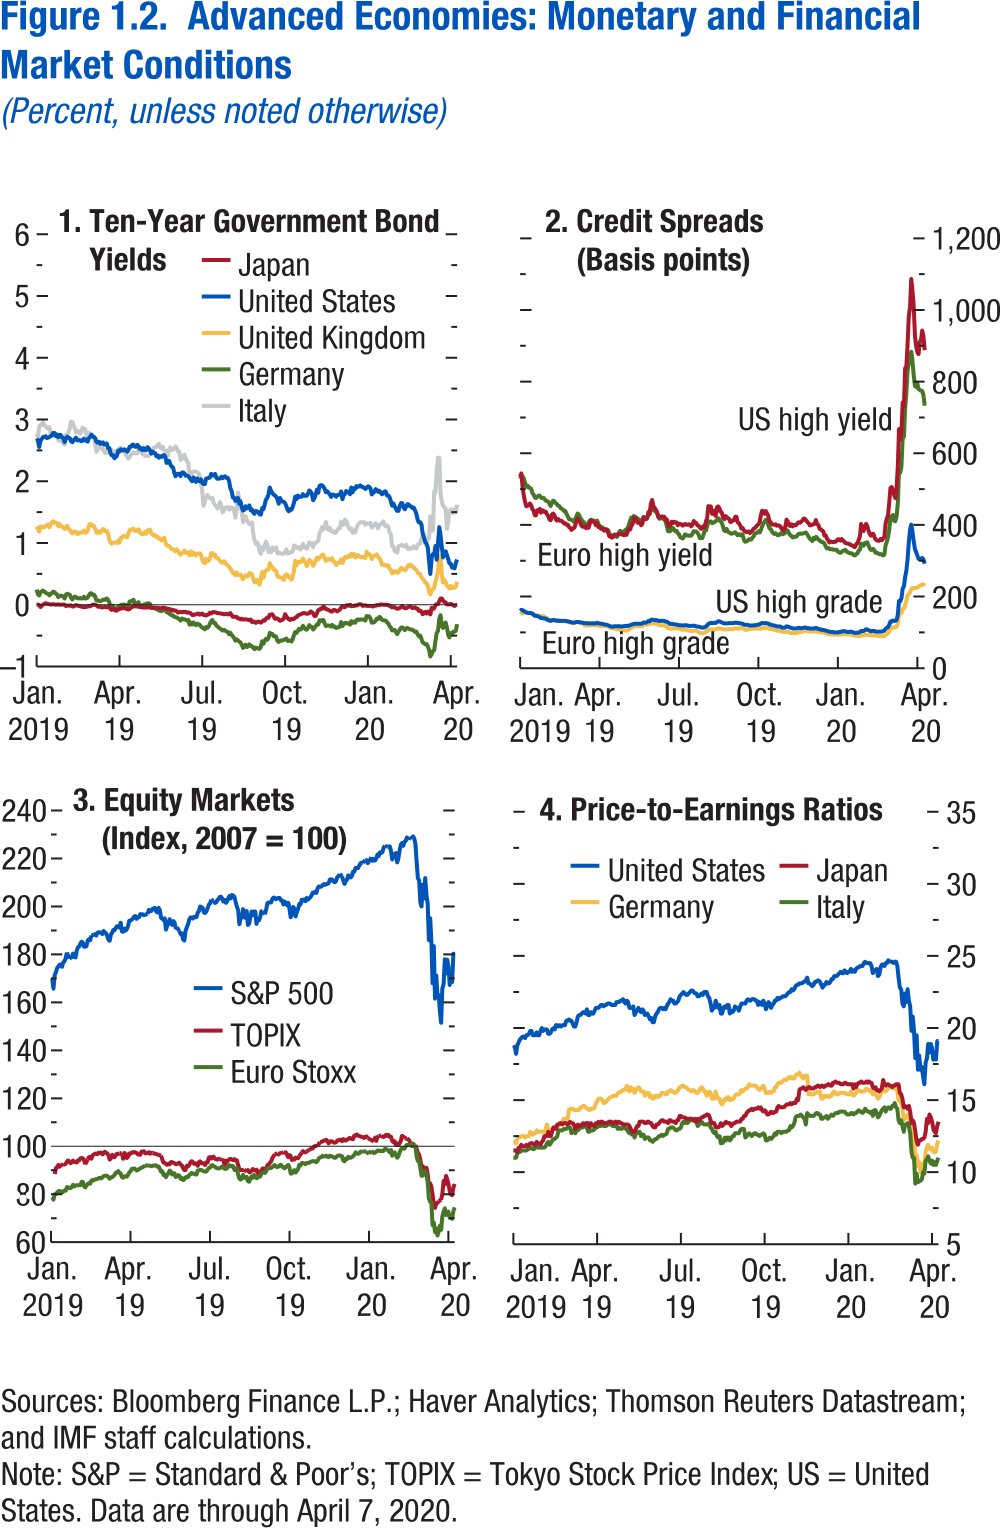 Figure 1.2.  Advanced Economies: Monetary and Financial
Market Conditions
(Percent, unless noted otherwise)
1. Ten-Year Government Bond
Yields
Japan
United States
United Kingdom
Germany
Italy
6
5
4
3
2
1
0
–1
Jan. Apr. Jul. Oct. Jan. Apr.
2019 19 19 19 20 20
2. Credit Spreads
(Basis points)
1,200
1,000
800
600
400
200
0
US high yield
Euro high yield
US high grade
Euro high grade
Jan. Apr. Jul. Oct. Jan. Apr.
2019 19 19 19 20 20
3. Equity Markets
(Index, 2007 = 100)
240
220
200
180
160
140
120
100
80
60
S&P 500
TOPIX
Euro Stoxx
Jan. Apr. Jul. Oct. Jan. Apr.
2019 19 19 19 20 20
4. Price-to-Earnings Ratios
United States Japan
Germany Italy
35
30
25
20
15
10
5
Jan. Apr. Jul. Oct. Jan. Apr.
2019 19 19 19 20 20
Sources: Bloomberg Finance L.P.; Haver Analytics; Thomson Reuters Datastream;
and IMF staff calculations.
Note: S&P = Standard & Poor’s; TOPIX = Tokyo Stock Price Index; US = United
States. Data are through April 7, 2020.